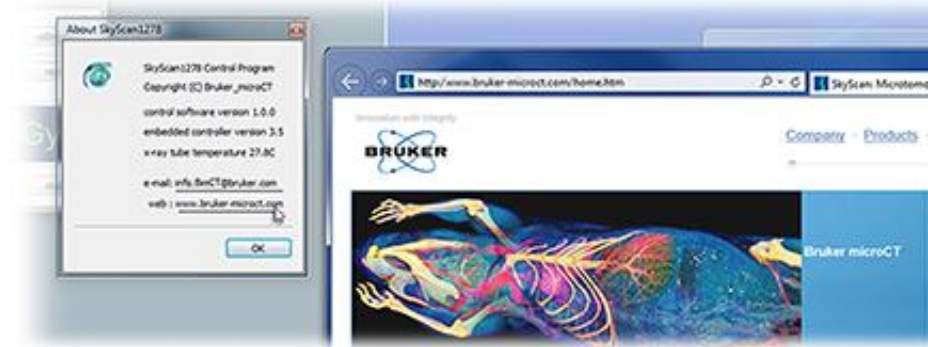 About SkyScan1278
SkyScan1278 Control Program
Copyright (C) Bruker_microCT
control software version 1.0.0
embedded controller version 3.5
x-ray tube temperature 27.8C
e-mail: info.BmCT@bruker.com
web : www.bruker-microct.com
OK
http://www.bruker-microct.com/home.htm
SkyScan: Microtomo
Innovation with Integrity
BRUKER
Company
Products
Bruker microCT